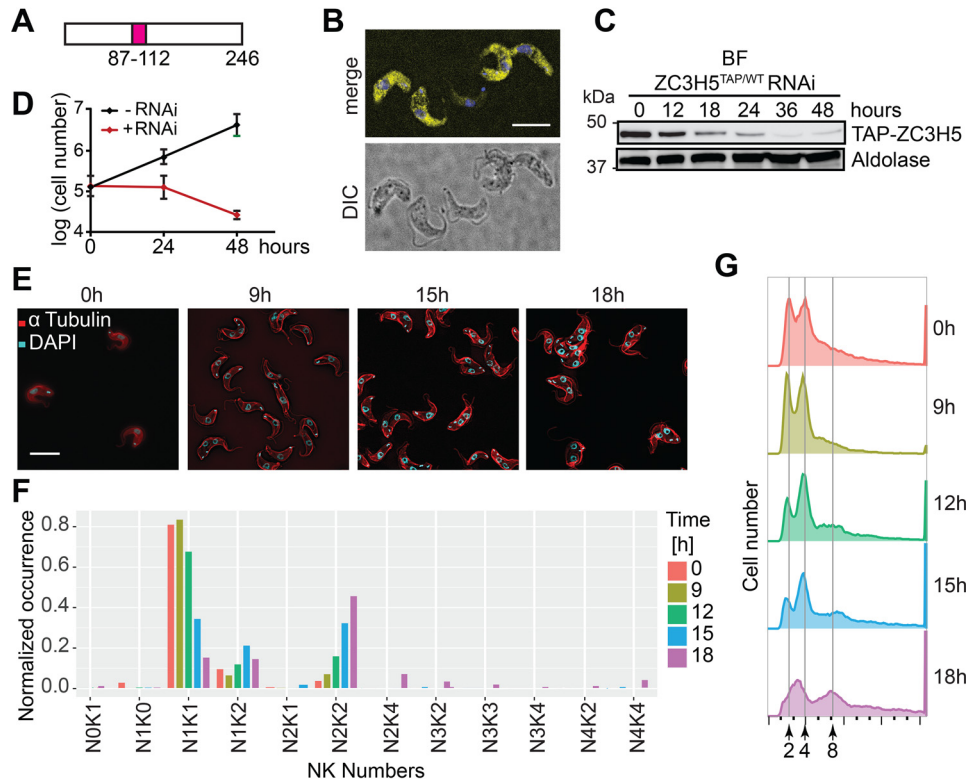 A
87-112 246
B
merge
DIC
C
BF
ZC3H5TAP/WT RNAi
kDa 0 12 18 24 36 48 hours
50
37
TAP-ZC3H5
Aldolase
D
log (cell number)
7
6
5
4
0 24 48 hours
- RNAi
+RNAi
E
0h 9h 15h 18h
α Tubulin
DAPI
F
Normalized occurrence
0.8
0.6
0.4
0.2
0.0
N0K1 N1K0 N1K1 N1K2 N2K1 N2K2 N2K4 N3K2 N3K3 N3K4 N4K2 N4K4
NK Numbers
Time
[h]
0
9
12
15
18
G
Cell number
0h
9h
12h
15h
18h
2 4 8